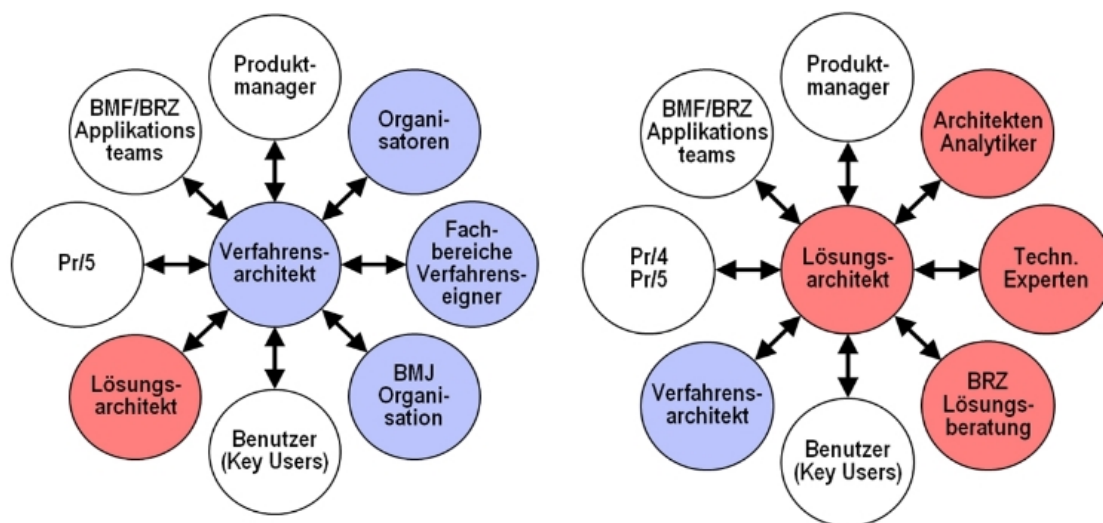 Produkt-
manager
BMF/BRZ
Applikations
teams
Organi-
satoren
Verfahrens-
architekt
Pr/5
Fach-
bereiche
Verfahrens-
eigner
Lösungs-
architekt
BMJ
Organi-
sation
Benutzer
(Key Users)
Produkt-
manager
BMF/BRZ
Applikations
teams
Architekten
Analytiker
Lösungs-
architekt
Pr/4
Pr/5
Techn.
Experten
Verfahrens-
architekt
BRZ
Lösungs-
beratung
Benutzer
(Key Users)